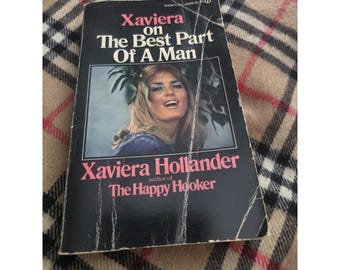 Xaviera
on
The Best Part
Of A Man
Xaviera Hollander
author of
The Happy Hooker